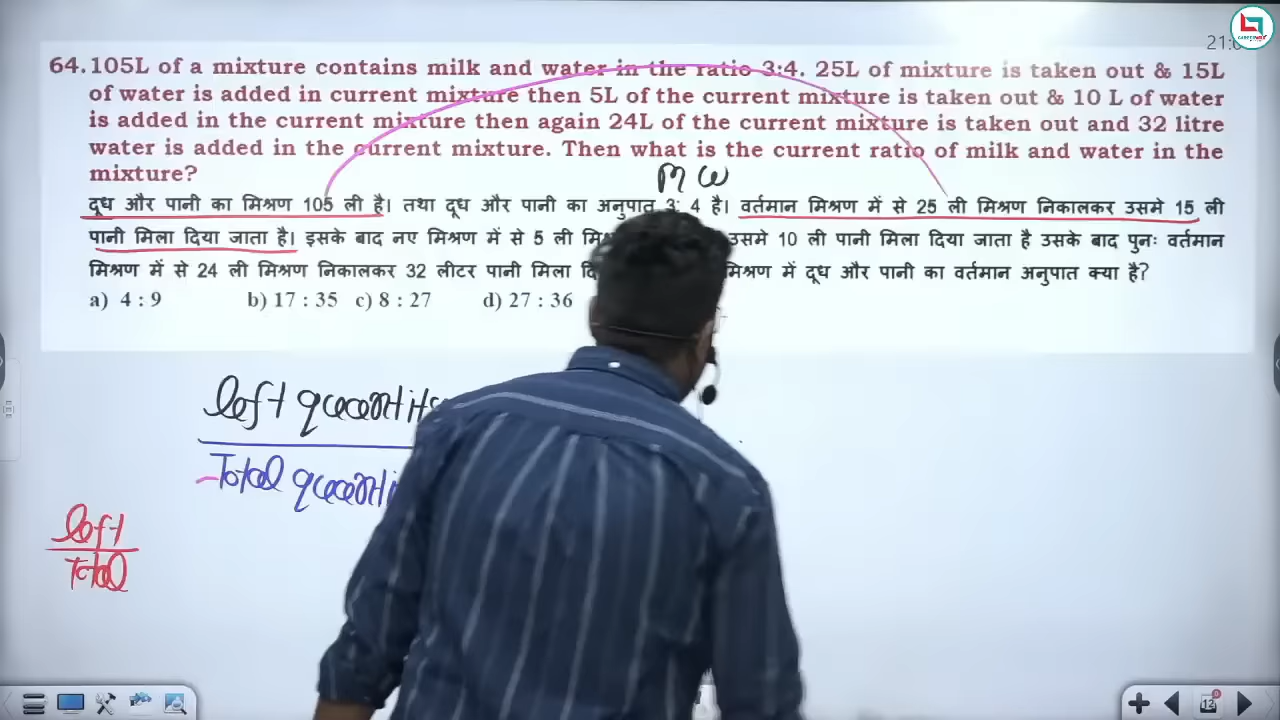 64. 105L of a mixture contains milk and water in the ratio 3:4. 25L of mixture is taken out & 15L
of water is added in current mixture then 5L of the current mixture is taken out & 10 L of water
is added in the current mixture then again 24L of the current mixture is taken out and 32 litre
water is added in the current mixture. Then what is the current ratio of milk and water in the
mixture?
M W
दूध और पानी का मिश्रण 105 ली है। तथा दूध और पानी का अनुपात 3: 4 है। वर्तमान मिश्रण में से 25 ली मिश्रण निकालकर उसमे 15 ली
पानी मिला दिया जाता है। इसके बाद नए मिश्रण में से 5 ली उसमे 10 ली पानी मिला दिया जाता है उसके बाद पुनः वर्तमान
मिश्रण में से 24 ली मिश्रण निकालकर 32 लीटर पानी मिला में दूध और पानी का वर्तमान अनुपात क्या है?
a) 4 : 9 b) 17 : 35 c) 8 : 27 d) 27 : 36
left
Total
left
Total
12